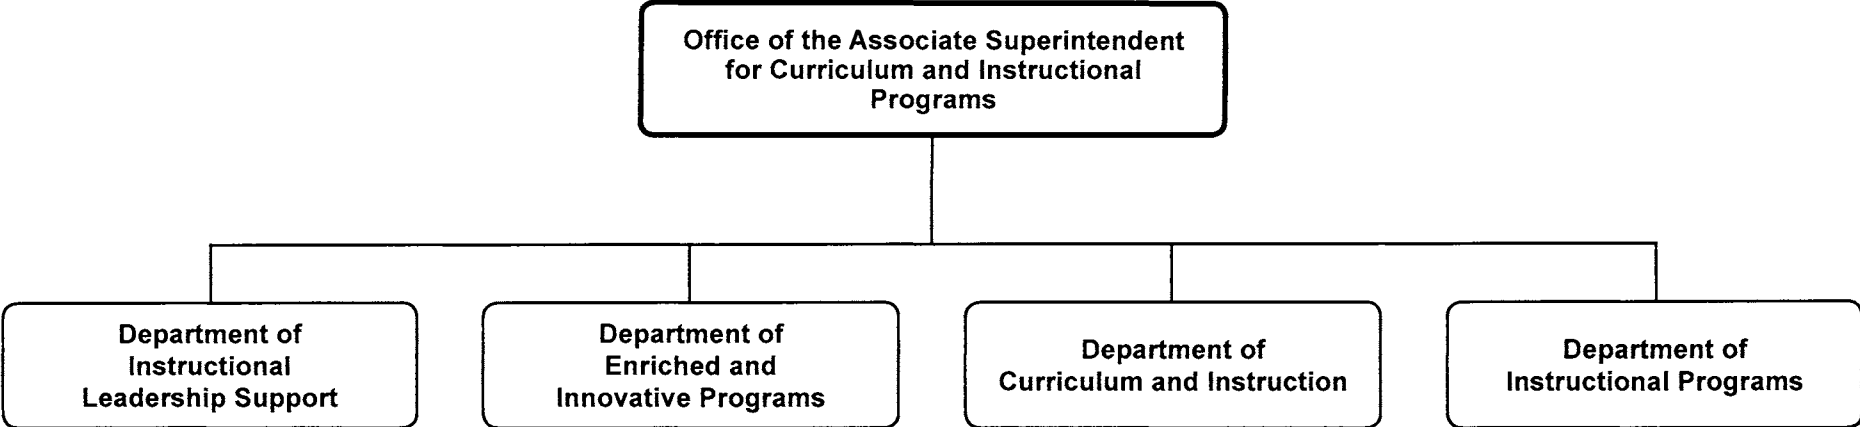 Office of the Associate Superintendent
for Curriculum and Instructional
Programs
Department of
Instructional
Leadership Support
Department of
Enriched and
Innovative Programs
Department of
Curriculum and Instruction
Department of
Instructional Programs